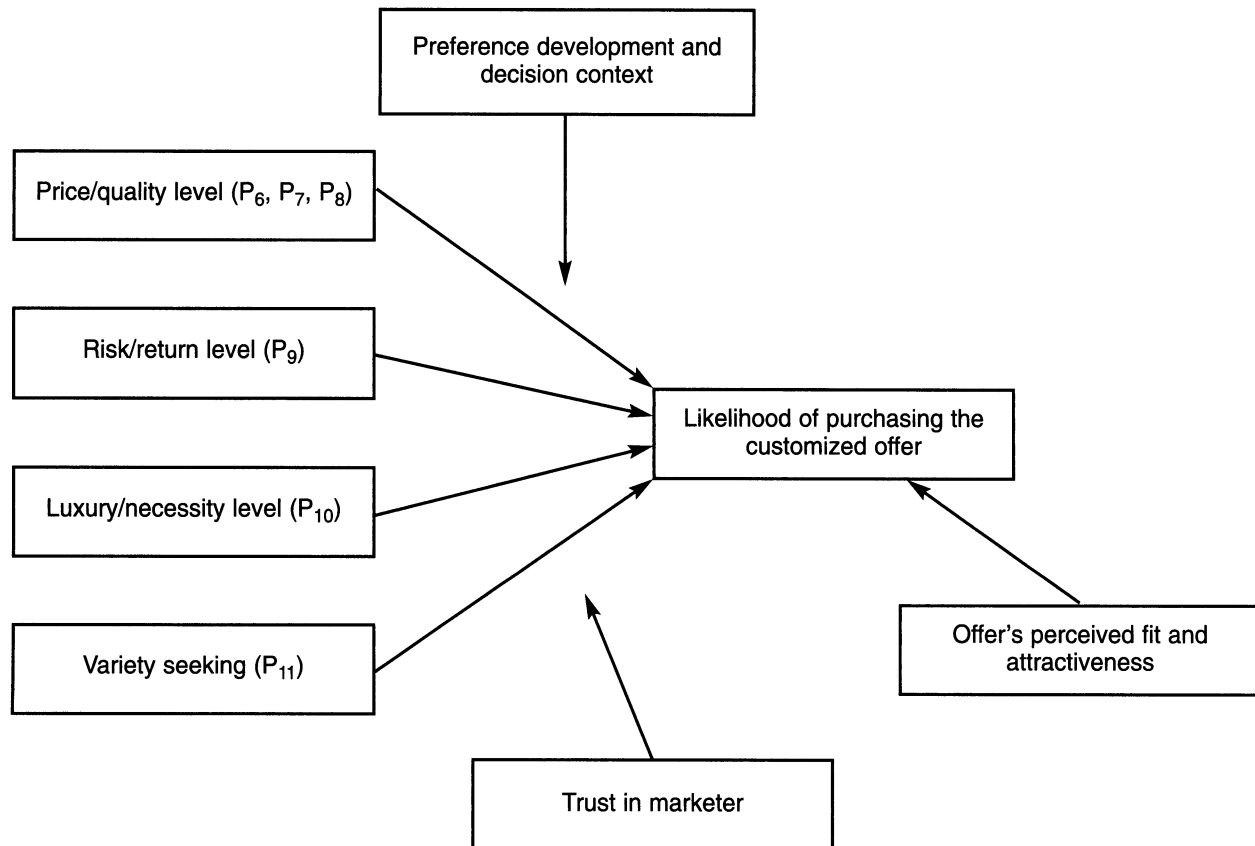 Preference development and
decision context
Price/quality level (P₆, P₇, P₈)
Risk/return level (P₉)
Likelihood of purchasing the
customized offer
Luxury/necessity level (P₁₀)
Offer's perceived fit and
attractiveness
Variety seeking (P₁₁)
Trust in marketer